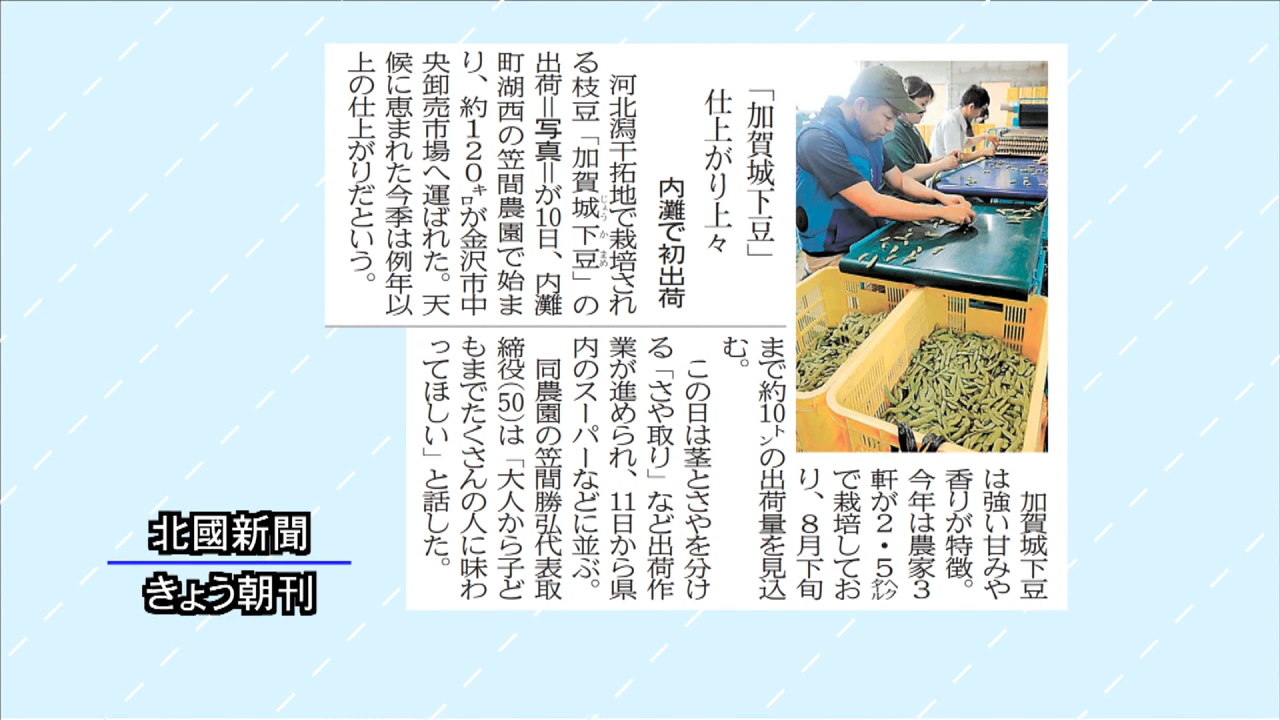 「加賀城下豆」
仕上がり上々
内灘で初出荷
河北潟干拓地で栽培され
る枝豆「加賀城下豆」の
じょうかまめ
出荷＝写真＝が10日、内灘
町湖西の笠間農園で始ま
り、約120㌔が金沢市中
央卸売市場へ運ばれた。天
候に恵まれた今季は例年以
上の仕上がりだという。
加賀城下豆
は強い甘みや
香りが特徴。
今年は農家3
軒が2・5㌶
で栽培してお
り、8月下旬
まで約10㌧の出荷量を見込
む。
この日は茎とさやを分け
る「さや取り」など出荷作
業が進められ、11日から県
内のスーパーなどに並ぶ。
同農園の笠間勝弘代表取
締役(50)は「大人から子ど
もまでたくさんの人に味わ
ってほしい」と話した。
北國新聞
きょう朝刊